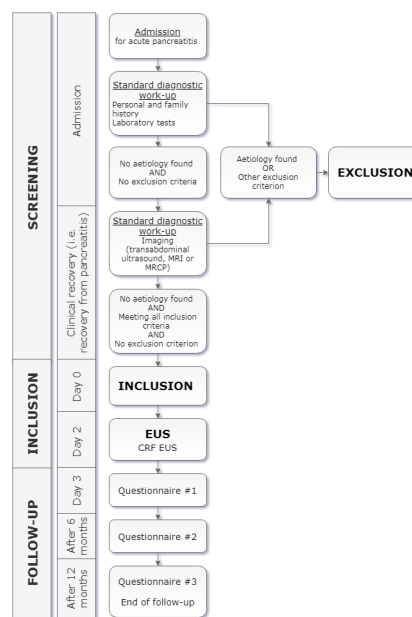 SCREENING
INCLUSION
FOLLOW-UP
Admission
Clinical recovery (i.e.
recovery from pancreatitis)
Day 0
Day 2
Day 3
After 6
months
After 12
months
Admission
for acute pancreatitis
Standard diagnostic
work-up
Personal and family
history
Laboratory tests
No aetiology found
AND
No exclusion criteria
Aetiology found
OR
Other exclusion
criterion
EXCLUSION
Standard diagnostic
work-up
Imaging
(transabdominal
ultrasound, MRI or
MRCP)
No aetiology found
AND
Meeting all inclusion
criteria
AND
No exclusion criterion
INCLUSION
EUS
CRF EUS
Questionnaire #1
Questionnaire #2
Questionnaire #3
End of follow-up